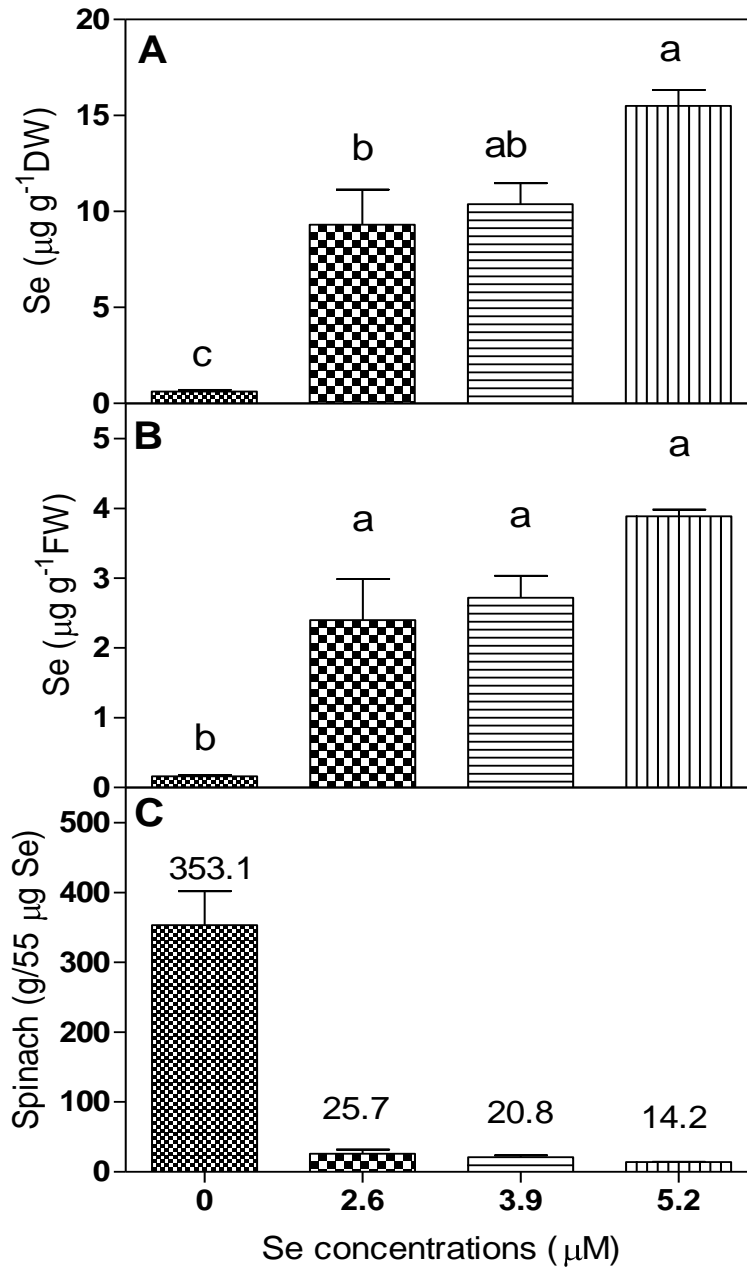 20
A
a
15
b
ab
10
Se (µg g⁻¹DW)
5
c
0
B
5
a
4
a
a
3
Se (µg g⁻¹FW)
2
1
b
0
C
500
353.1
400
300
Spinach (g/55 µg Se)
200
100
25.7
20.8
14.2
0
0 2.6 3.9 5.2
Se concentrations ( µM)